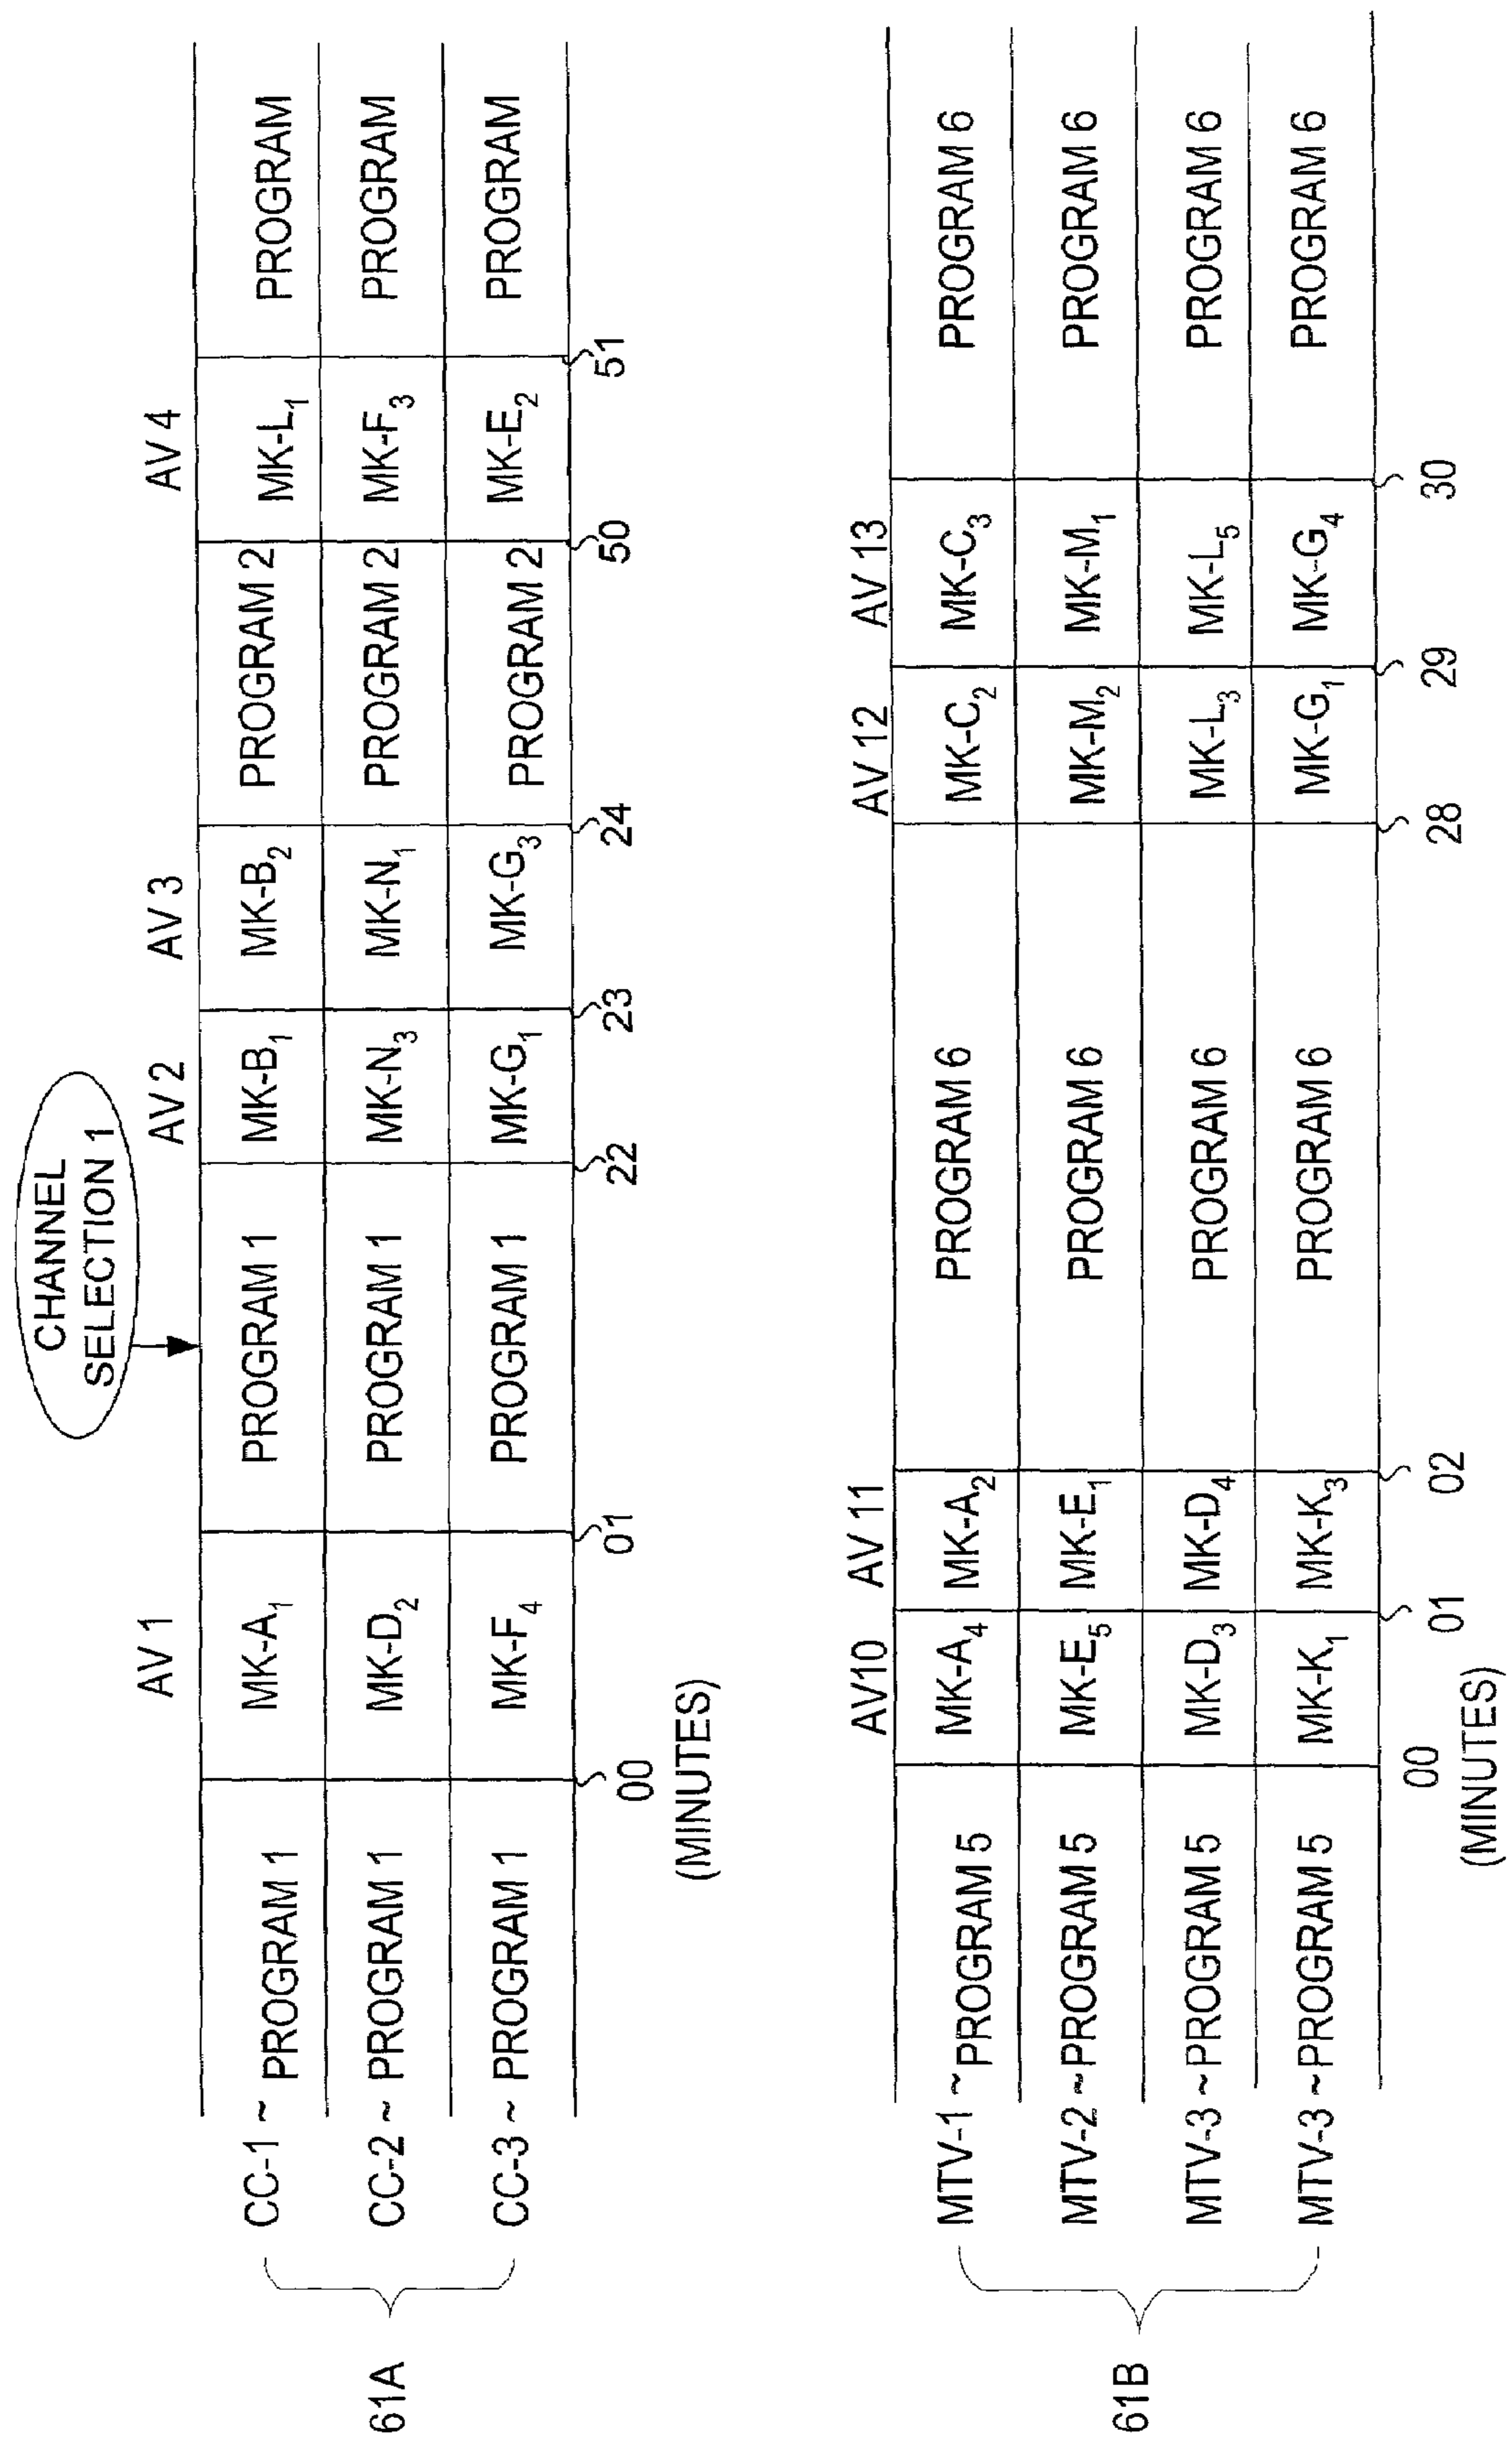 CHANNEL
SELECTION 1
AV 1 AV 2 AV 3 AV 4
CC-1 ~ PROGRAM 1 MK-A1 PROGRAM 1 MK-B1 MK-B2 PROGRAM 2 MK-L1 PROGRAM
CC-2 ~ PROGRAM 1 MK-D2 PROGRAM 1 MK-N3 MK-N1 PROGRAM 2 MK-F3 PROGRAM
CC-3 ~ PROGRAM 1 MK-F4 PROGRAM 1 MK-G1 MK-G3 PROGRAM 2 MK-E2 PROGRAM
61A
00 01 22 23 24 50 51
(MINUTES)
AV10 AV 11 AV 12 AV 13
MTV-1 ~ PROGRAM 5 MK-A4 MK-A2 PROGRAM 6 MK-C2 MK-C3 PROGRAM 6
MTV-2 ~ PROGRAM 5 MK-E5 MK-E1 PROGRAM 6 MK-M2 MK-M1 PROGRAM 6
MTV-3 ~ PROGRAM 5 MK-D3 MK-D4 PROGRAM 6 MK-L3 MK-L5 PROGRAM 6
MTV-3 ~ PROGRAM 5 MK-K1 MK-K3 PROGRAM 6 MK-G1 MK-G4 PROGRAM 6
61B
00 01 02 28 29 30
(MINUTES)